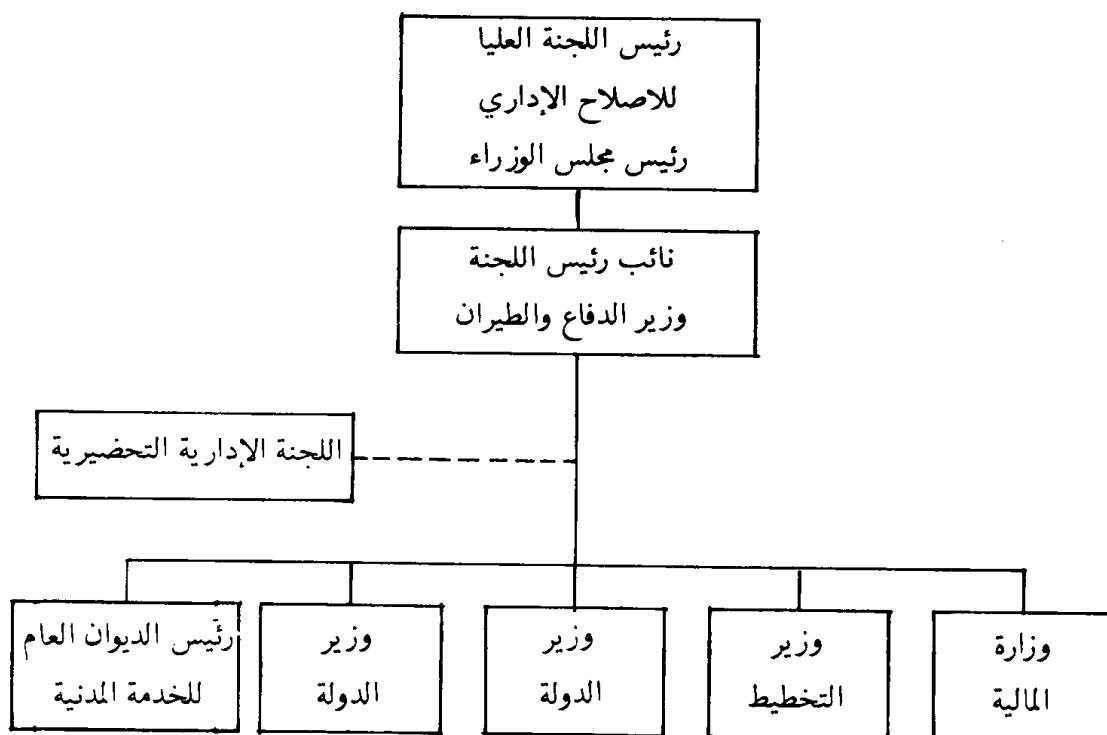 رئيس اللجنة العليا
للاصلاح الإداري
رئيس مجلس الوزراء
نائب رئيس اللجنة
وزير الدفاع والطيران
اللجنة الإدارية التحضيرية
وزارة
المالية
وزير
التخطيط
وزير
الدولة
وزير
الدولة
رئيس الديوان العام
للخدمة المدنية